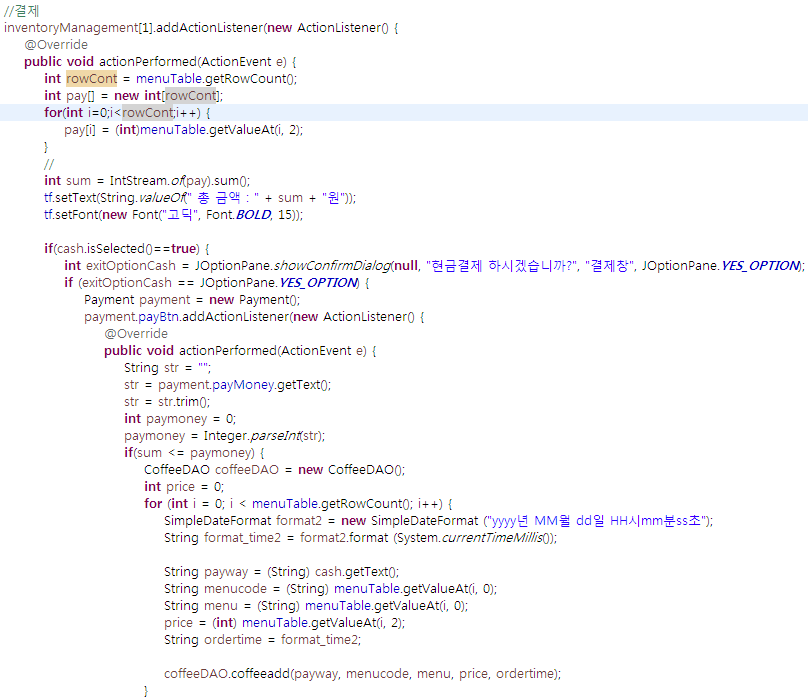 //결제
inventoryManagement[1].addActionListener(new ActionListener() {
@Override
public void actionPerformed(ActionEvent e) {
int rowCont = menuTable.getRowCount();
int pay[] = new int[rowCont];
for(int i=0;i<rowCont;i++) {
pay[i] = (int)menuTable.getValueAt(i, 2);
}
//
int sum = IntStream.of(pay).sum();
tf.setText(String.valueOf(" 총 금액 : " + sum + "원"));
tf.setFont(new Font("고딕", Font.BOLD, 15));
if(cash.isSelected()==true) {
int exitOptionCash = JOptionPane.showConfirmDialog(null, "현금결제 하시겠습니까?", "결제창", JOptionPane.YES_OPTION);
if (exitOptionCash == JOptionPane.YES_OPTION) {
Payment payment = new Payment();
payment.payBtn.addActionListener(new ActionListener() {
@Override
public void actionPerformed(ActionEvent e) {
String str = "";
str = payment.payMoney.getText();
str = str.trim();
int paymoney = 0;
paymoney = Integer.parseInt(str);
if(sum <= paymoney) {
CoffeeDAO coffeeDAO = new CoffeeDAO();
int price = 0;
for (int i = 0; i < menuTable.getRowCount(); i++) {
SimpleDateFormat format2 = new SimpleDateFormat ("yyyy년 MM월 dd일 HH시mm분ss초");
String format_time2 = format2.format (System.currentTimeMillis());
String payway = (String) cash.getText();
String menucode = (String) menuTable.getValueAt(i, 0);
String menu = (String) menuTable.getValueAt(i, 0);
price = (int) menuTable.getValueAt(i, 2);
String ordertime = format_time2;
coffeeDAO.coffeeadd(payway, menucode, menu, price, ordertime);
}